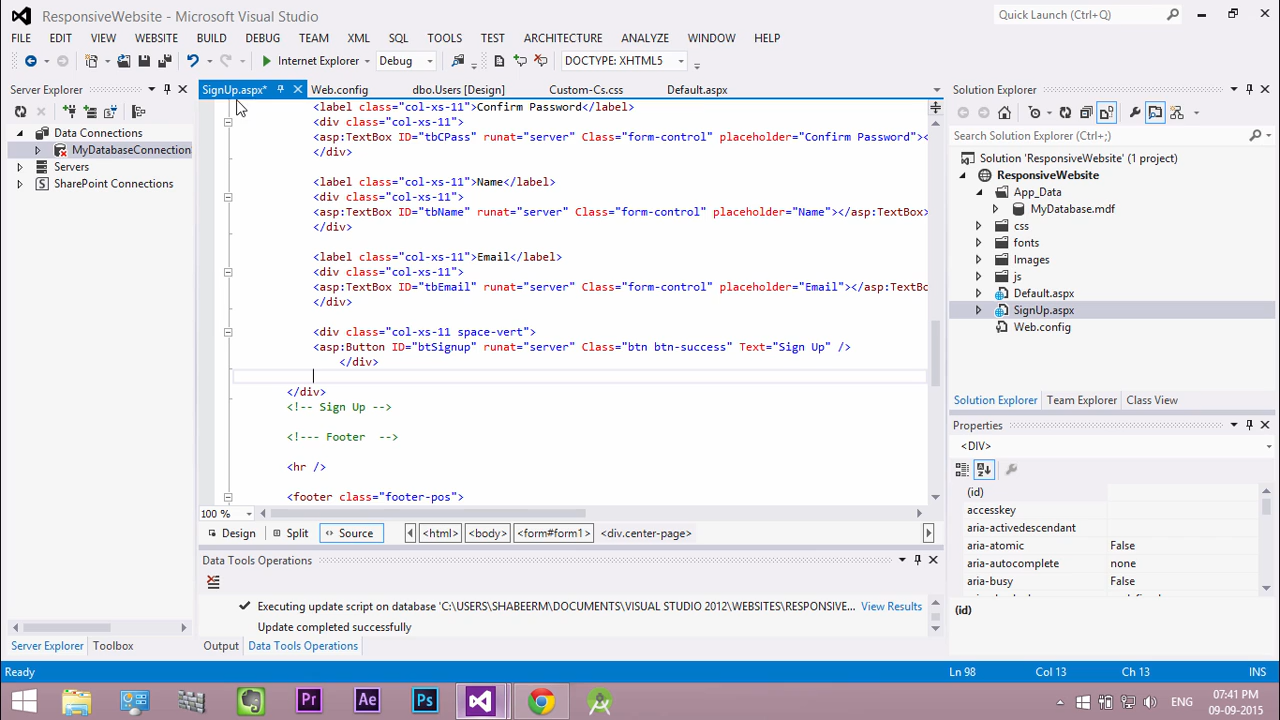 ResponsiveWebsite - Microsoft Visual Studio
Quick Launch (Ctrl+Q)
FILE EDIT VIEW WEBSITE BUILD DEBUG TEAM XML SQL TOOLS TEST ARCHITECTURE ANALYZE WINDOW HELP
Internet Explorer Debug DOCTYPE: XHTML5
Server Explorer
Data Connections
MyDatabaseConnection
Servers
SharePoint Connections
SignUp.aspx* Web.config dbo.Users [Design] Custom-Cs.css Default.aspx
<label class="col-xs-11">Confirm Password</label>
<div class="col-xs-11">
<asp:TextBox ID="tbCPass" runat="server" Class="form-control" placeholder="Confirm Password"><
</div>
<label class="col-xs-11">Name</label>
<div class="col-xs-11">
<asp:TextBox ID="tbName" runat="server" Class="form-control" placeholder="Name"></asp:TextBox>
</div>
<label class="col-xs-11">Email</label>
<div class="col-xs-11">
<asp:TextBox ID="tbEmail" runat="server" Class="form-control" placeholder="Email"></asp:TextBo
</div>
<div class="col-xs-11 space-vert">
<asp:Button ID="btSignup" runat="server" Class="btn btn-success" Text="Sign Up" />
</div>
</div>
<!-- Sign Up -->
<!--- Footer -->
<hr />
<footer class="footer-pos">
100 %
Design Split Source <html> <body> <form#form1> <div.center-page>
Data Tools Operations
Executing update script on database 'C:\USERS\SHABEERM\DOCUMENTS\VISUAL STUDIO 2012\WEBSITES\RESPONSIVE... View Results
Update completed successfully
Server Explorer Toolbox
Output Data Tools Operations
Solution Explorer
Search Solution Explorer (Ctrl+;)
Solution 'ResponsiveWebsite' (1 project)
ResponsiveWebsite
App_Data
MyDatabase.mdf
css
fonts
Images
js
Default.aspx
SignUp.aspx
Web.config
Solution Explorer Team Explorer Class View
Properties
<DIV>
(id)
accesskey
aria-activedescendant
aria-atomic False
aria-autocomplete none
aria-busy False
(id)
Ready Ln 98 Col 13 Ch 13 INS
Pr Ae Ps
ENG
07:41 PM
09-09-2015